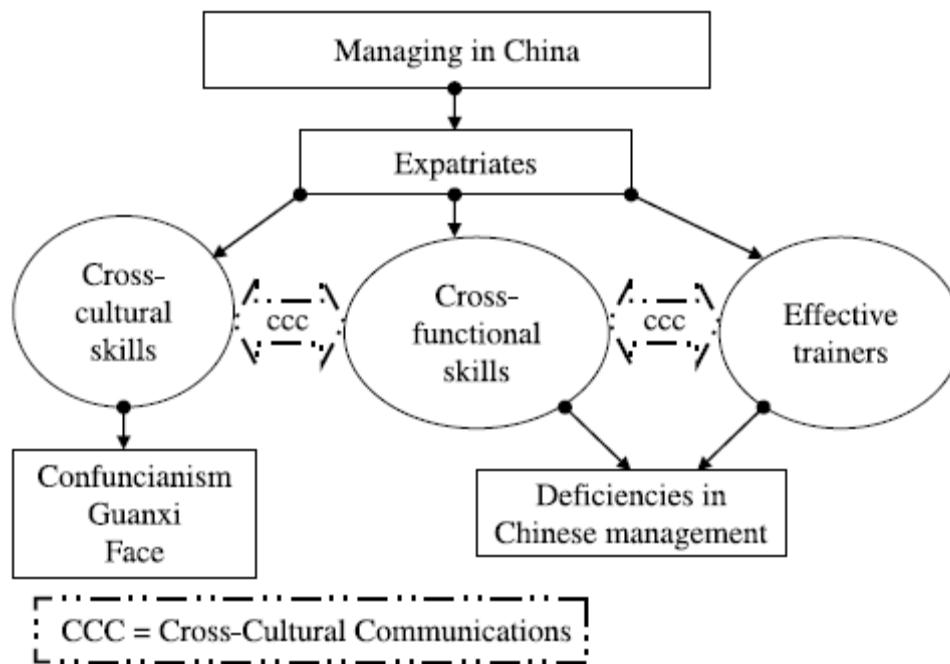 Managing in China
Expatriates
Cross-
cultural
skills
CCC
Cross-
functional
skills
CCC
Effective
trainers
Confuncianism
Guanxi
Face
Deficiencies in
Chinese management
CCC = Cross-Cultural Communications